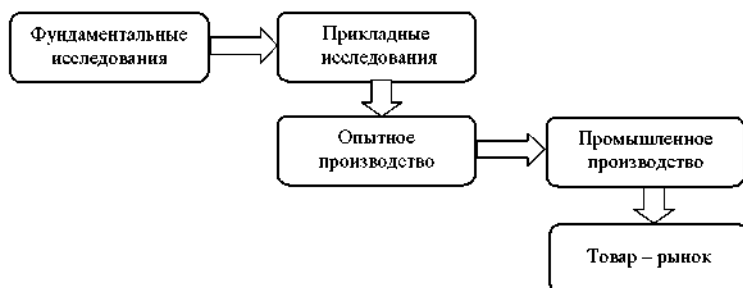 Фундаментальные
исследования
Прикладные
исследования
Опытное
производство
Промышленное
производство
Товар – рынок